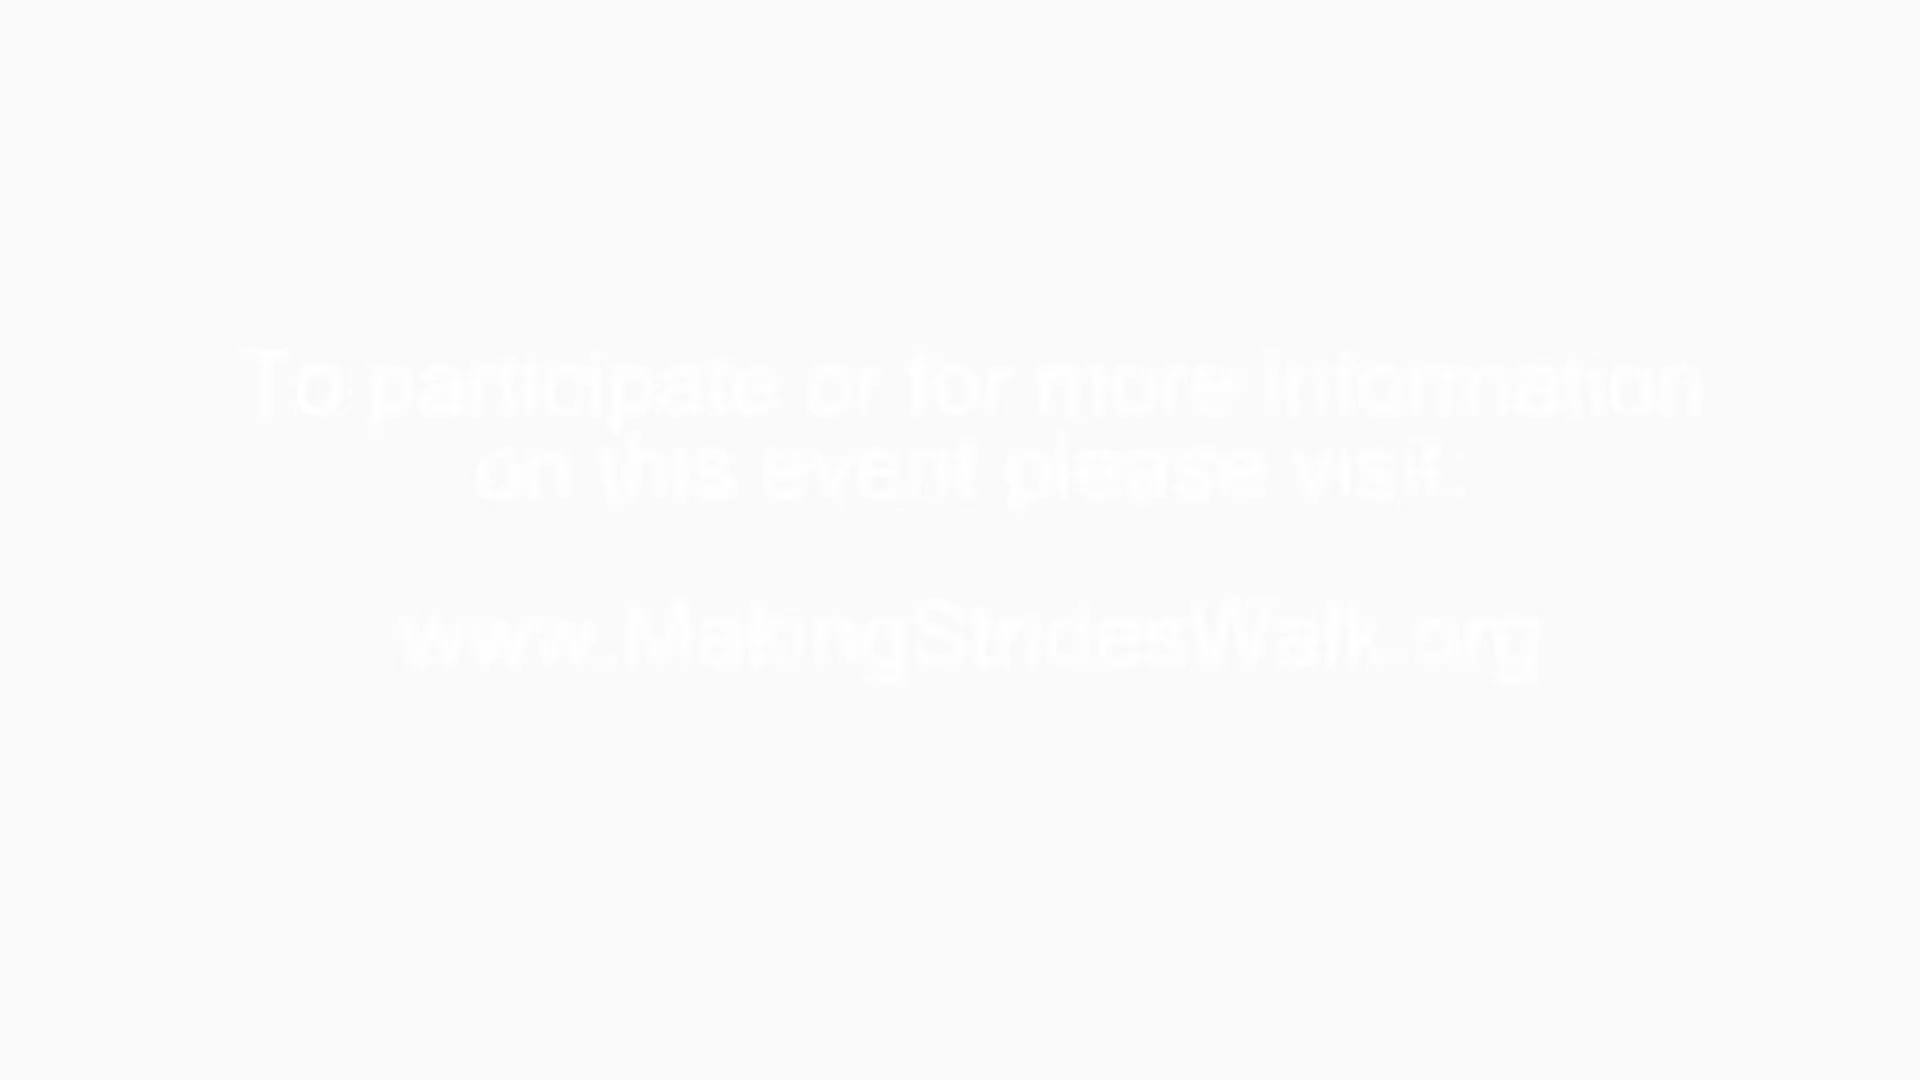 To participate or for more information
on this event please visit:
www.MakingStridesWalk.org